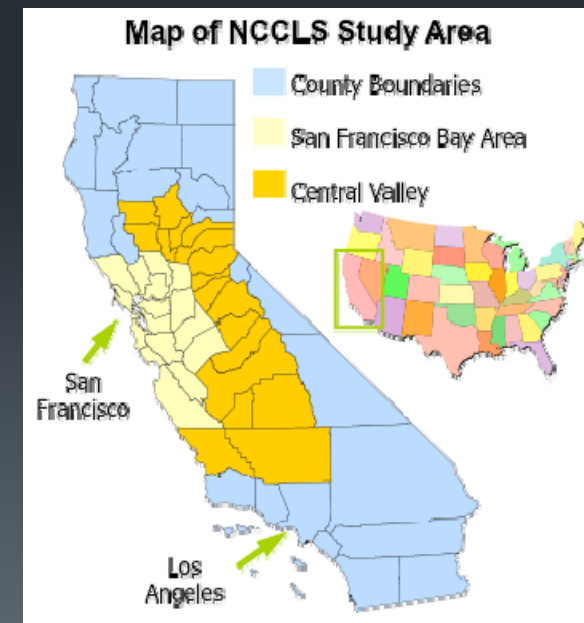 Map of NCCLS Study Area
County Boundaries
San Francisco Bay Area
Central Valley
San
Francisco
Los
Angeles